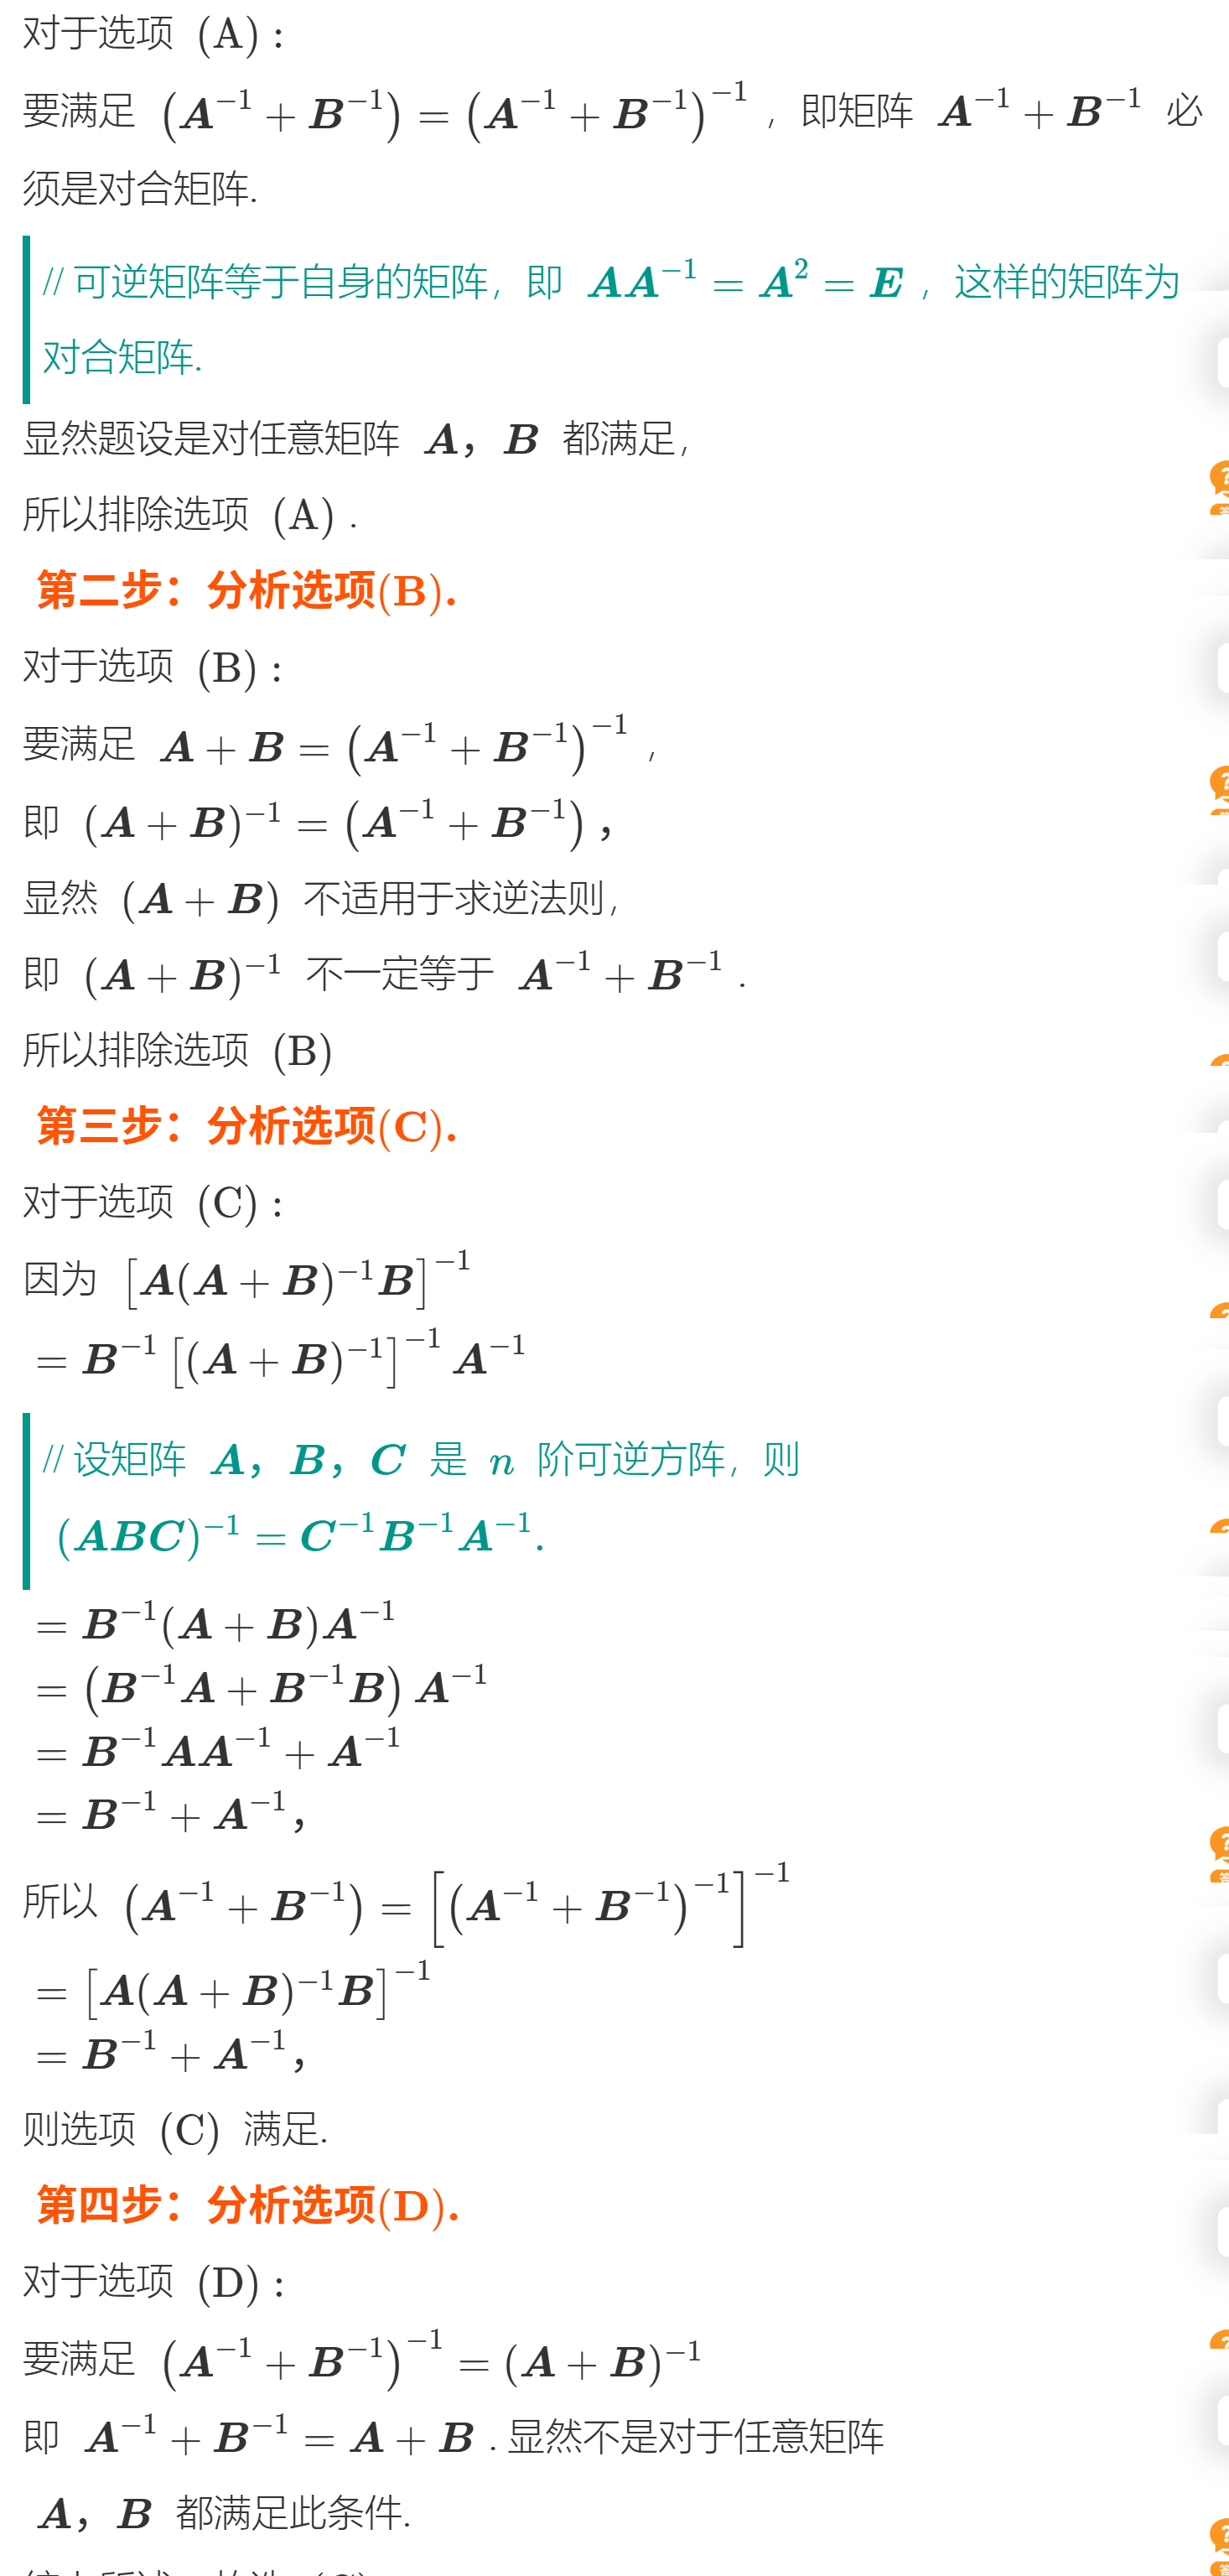 对于选项 (A):
要满足 (A⁻¹ + B⁻¹) = (A⁻¹ + B⁻¹)⁻¹ ,即矩阵 A⁻¹ + B⁻¹ 必
须是对合矩阵.
// 可逆矩阵等于自身的矩阵,即 AA⁻¹ = A² = E ,这样的矩阵为
对合矩阵.
显然题设是对任意矩阵 A,B 都满足,
所以排除选项 (A) .
第二步:分析选项(B).
对于选项 (B):
要满足 A + B = (A⁻¹ + B⁻¹)⁻¹ ,
即 (A + B)⁻¹ = (A⁻¹ + B⁻¹) ,
显然 (A + B) 不适用于求逆法则,
即 (A + B)⁻¹ 不一定等于 A⁻¹ + B⁻¹ .
所以排除选项 (B)
第三步:分析选项(C).
对于选项 (C):
因为 [A(A + B)⁻¹B]⁻¹
= B⁻¹ [(A + B)⁻¹]⁻¹ A⁻¹
// 设矩阵 A,B,C 是 n 阶可逆方阵,则
(ABC)⁻¹ = C⁻¹B⁻¹A⁻¹.
= B⁻¹(A + B)A⁻¹
= (B⁻¹A + B⁻¹B) A⁻¹
= B⁻¹AA⁻¹ + A⁻¹
= B⁻¹ + A⁻¹,
所以 (A⁻¹ + B⁻¹) = [(A⁻¹ + B⁻¹)⁻¹]⁻¹
= [A(A + B)⁻¹B]⁻¹
= B⁻¹ + A⁻¹,
则选项 (C) 满足.
第四步:分析选项(D).
对于选项 (D):
要满足 (A⁻¹ + B⁻¹)⁻¹ = (A + B)⁻¹
即 A⁻¹ + B⁻¹ = A + B . 显然不是对于任意矩阵
A,B 都满足此条件.